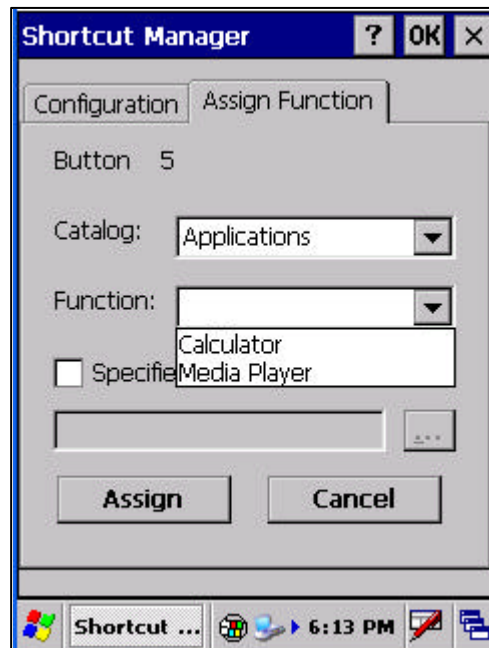 Shortcut Manager ? OK ×
Configuration Assign Function
Button 5
Catalog: Applications
Function:
Calculator
Specifie Media Player
...
Assign Cancel
Shortcut ... 6:13 PM